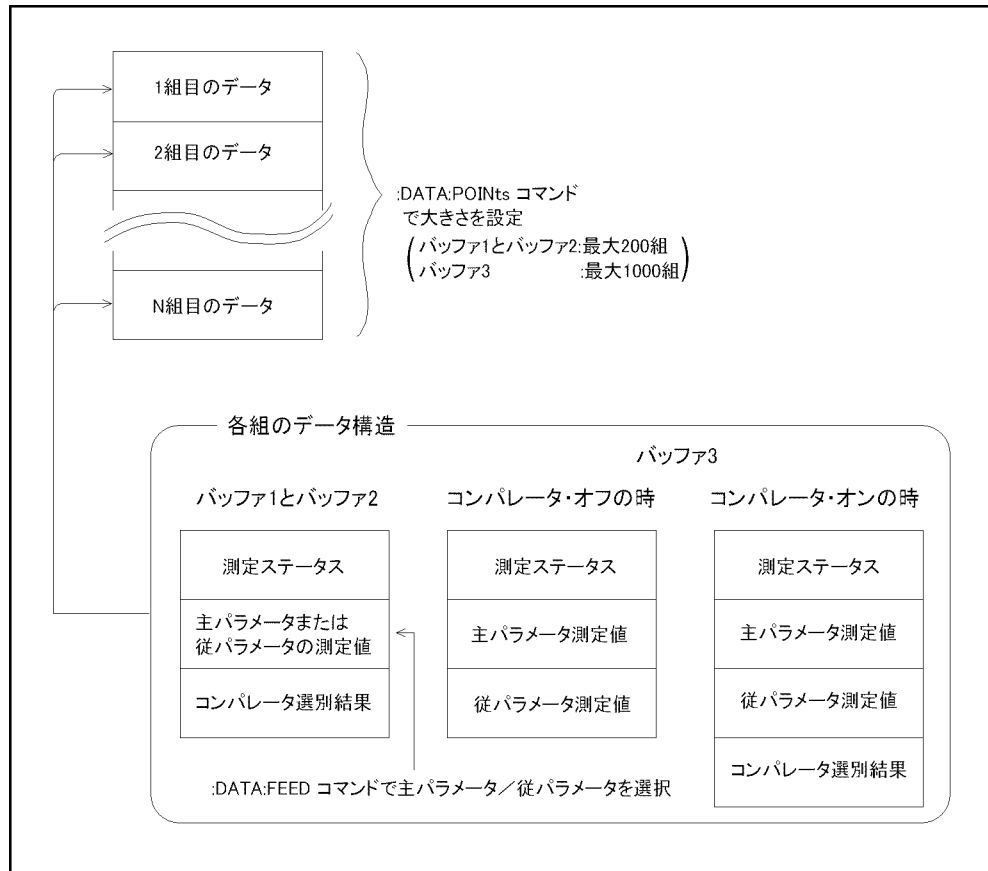 1組目のデータ
2組目のデータ
N組目のデータ
:DATA:POINts コマンド
で大きさを設定
(バッファ1とバッファ2:最大200組
バッファ3 :最大1000組)
各組のデータ構造
バッファ3
バッファ1とバッファ2
コンパレータ・オフの時
コンパレータ・オンの時
測定ステータス
主パラメータまたは
従パラメータの測定値
コンパレータ選別結果
測定ステータス
主パラメータ測定値
従パラメータ測定値
測定ステータス
主パラメータ測定値
従パラメータ測定値
コンパレータ選別結果
:DATA:FEED コマンドで主パラメータ／従パラメータを選択